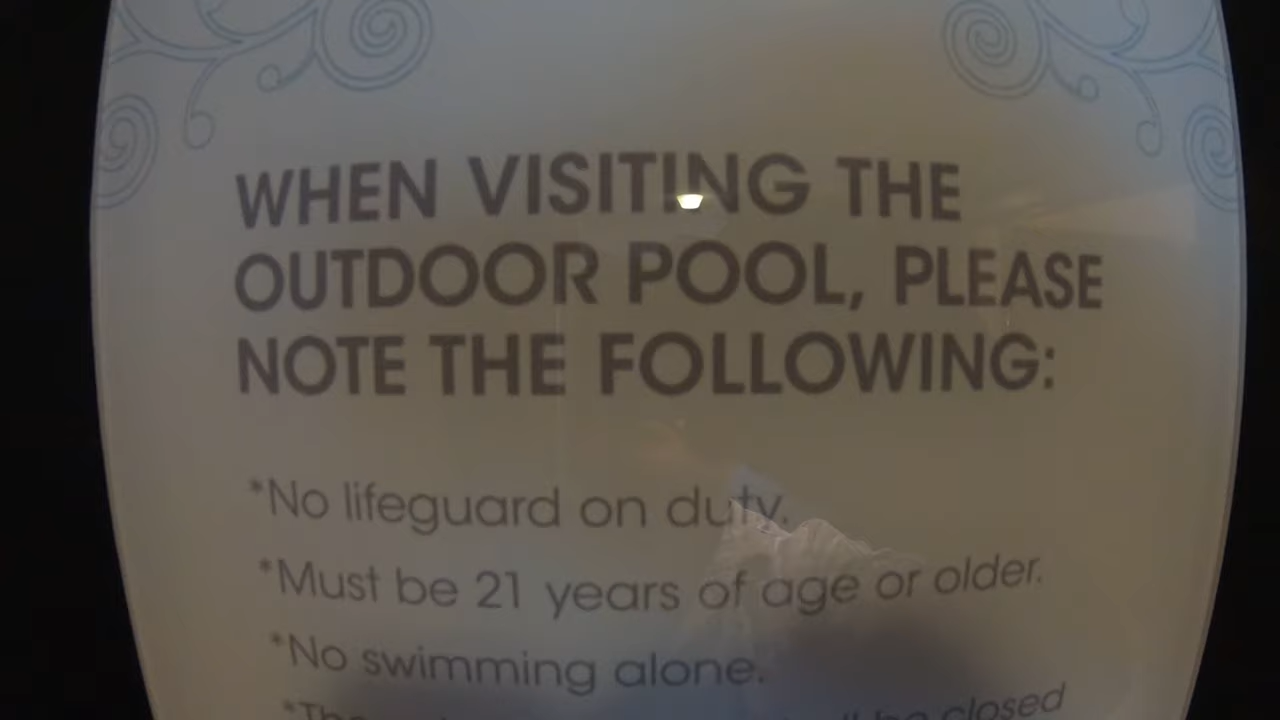 WHEN VISITING THE
OUTDOOR POOL, PLEASE
NOTE THE FOLLOWING:
*No lifeguard on duty.
*Must be 21 years of age or older.
*No swimming alone.
closed